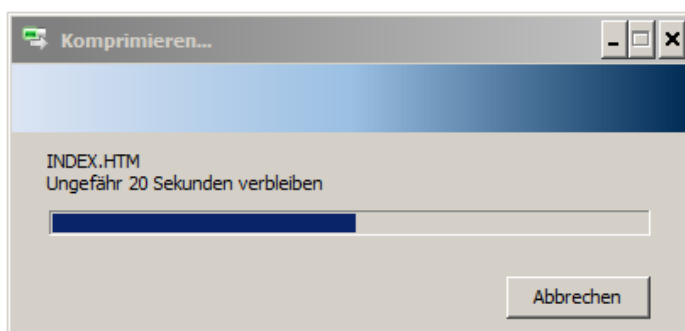 Komprimieren...
INDEX.HTM
Ungefähr 20 Sekunden verbleiben
Abbrechen